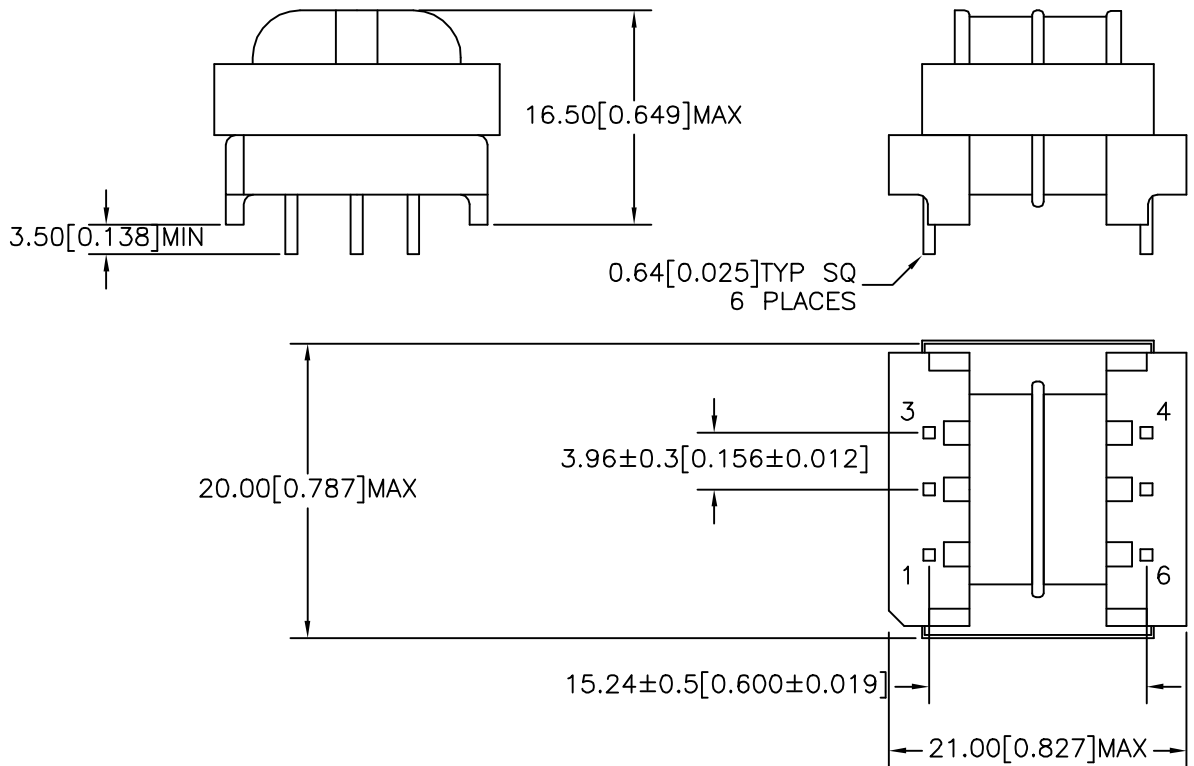 16.50[0.649]MAX
3.50[0.138]MIN
0.64[0.025]TYP SQ
6 PLACES
3
4
3.96±0.3[0.156±0.012]
20.00[0.787]MAX
1
6
15.24±0.5[0.600±0.019]
21.00[0.827]MAX